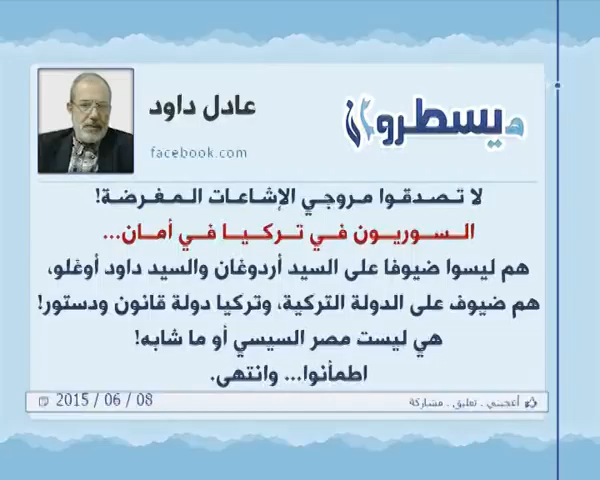 ويسطرون
عادل داود
facebook.com
لا تصدقوا مروجي الإشاعات المغرضة!
السوريون في تركيا في أمان...
هم ليسوا ضيوفا على السيد أردوغان والسيد داود أوغلو،
هم ضيوف على الدولة التركية، وتركيا دولة قانون ودستور!
هي ليست مصر السيسي أو ما شابه!
اطمأنوا... وانتهى.
أعجبني . تعليق . مشاركة
2015 / 06 / 08